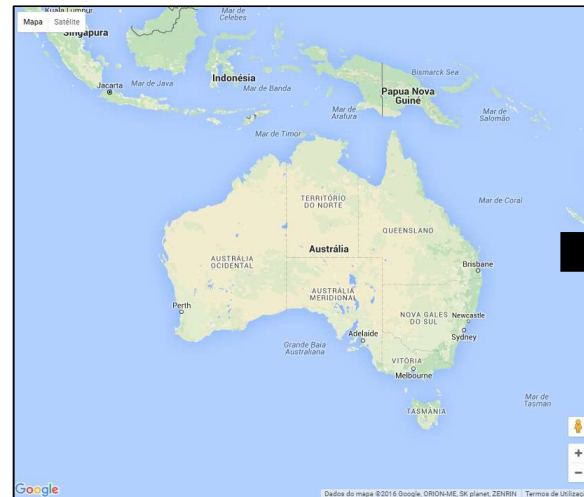 Kuala Lumpur
Mar de
Celebes
Mapa Satélite
Singapura
Indonésia
Bismarck Sea
Jacarta
Mar de Java
Mar de Banda
Papua Nova
Guiné
Mar de
Arafura
Mar de
Salomão
Mar de Timor
TERRITÓRIO
DO NORTE
Mar de Coral
QUEENSLAND
Austrália
AUSTRÁLIA
OCIDENTAL
Brisbane
AUSTRÁLIA
MERIDIONAL
Perth
NOVA GALES
DO SUL
Newcastle
Adelaide
Sydney
Grande Baía
Australiana
VITÓRIA
Melbourne
Mar de
Tasman
TASMÂNIA
+
−
Google
Dados do mapa ©2016 Google, ORION-ME, SK planet, ZENRIN
Termos de Utilizaç